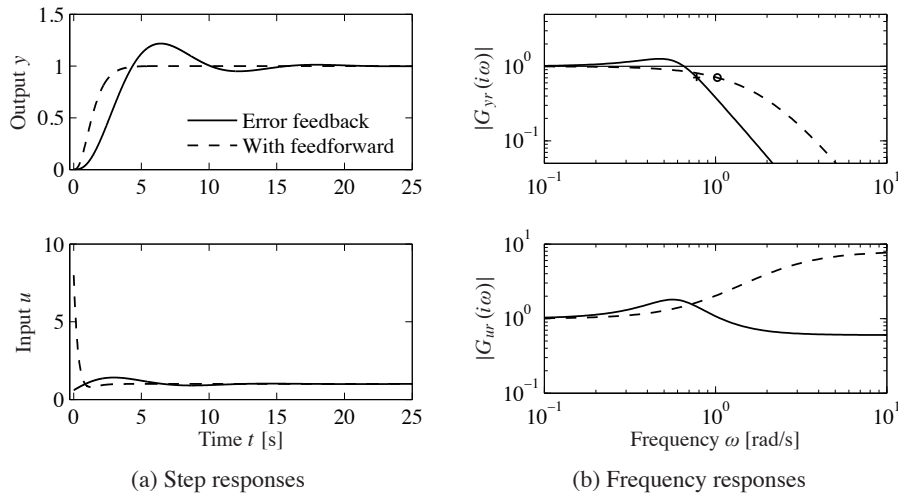 1.5
1
0.5
0
Output y
Error feedback
With feedforward
0 5 10 15 20 25
10
5
0
Input u
0 5 10 15 20 25
Time t [s]
(a) Step responses
10^0
10^−1
|G_yr(iω)|
10^−1 10^0 10^1
10^1
10^0
10^−1
|G_ur(iω)|
10^−1 10^0 10^1
Frequency ω [rad/s]
(b) Frequency responses